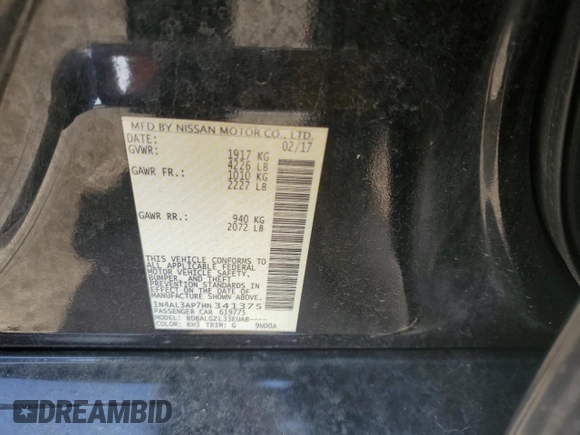 MFD BY NISSAN MOTOR CO., LTD.
DATE: 02/17
GVWR: 1917 KG
4226 LB
GAWR FR.: 1010 KG
2227 LB
GAWR RR.: 940 KG
2072 LB
THIS VEHICLE CONFORMS TO
ALL APPLICABLE FEDERAL
MOTOR VEHICLE SAFETY,
BUMPER, AND THEFT
PREVENTION STANDARDS IN
EFFECT ON THE DATE OF
MANUFACTURE SHOWN ABOVE.
1N4AL3AP7HN341375
PASSENGER CAR 619775
MODEL: BDBALGZL33EUAB----
COLOR: KH3 TRIM: G 9N00A
DREAMBID